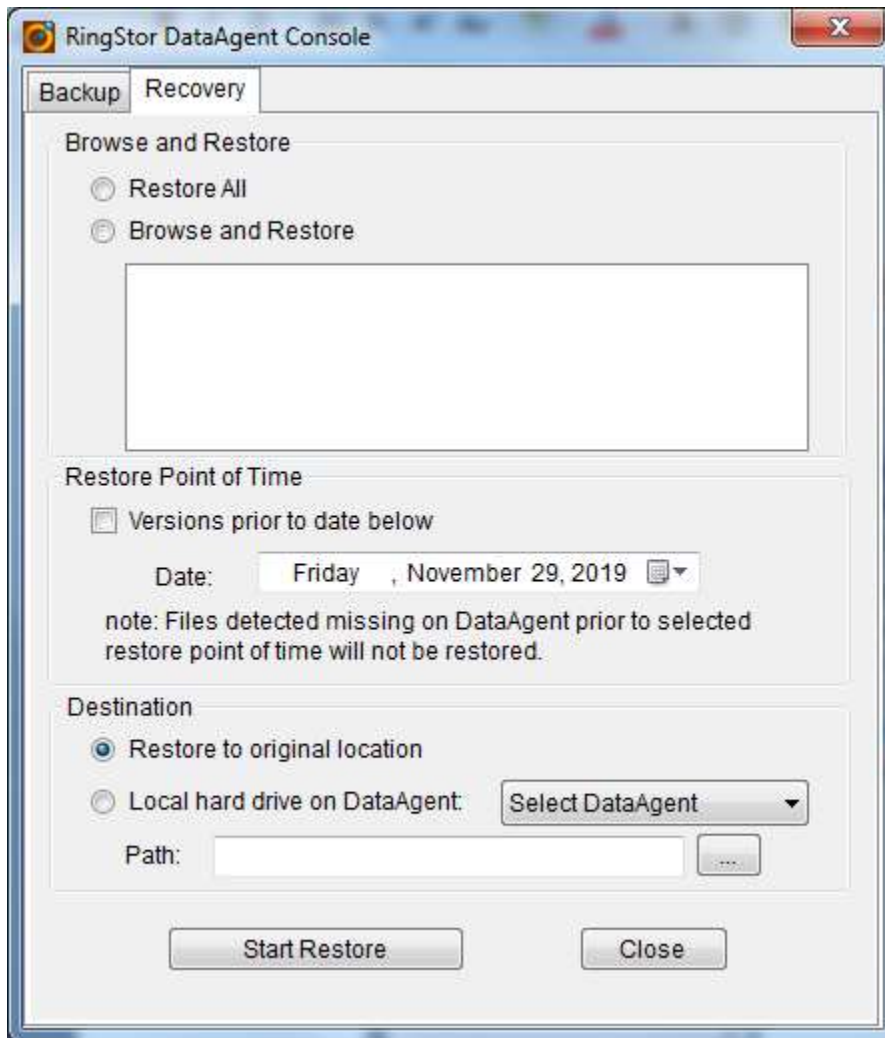 RingStor DataAgent Console
Backup Recovery
Browse and Restore
Restore All
Browse and Restore
Restore Point of Time
Versions prior to date below
Date: Friday , November 29, 2019
note: Files detected missing on DataAgent prior to selected
restore point of time will not be restored.
Destination
Restore to original location
Local hard drive on DataAgent: Select DataAgent
Path: ...
Start Restore Close